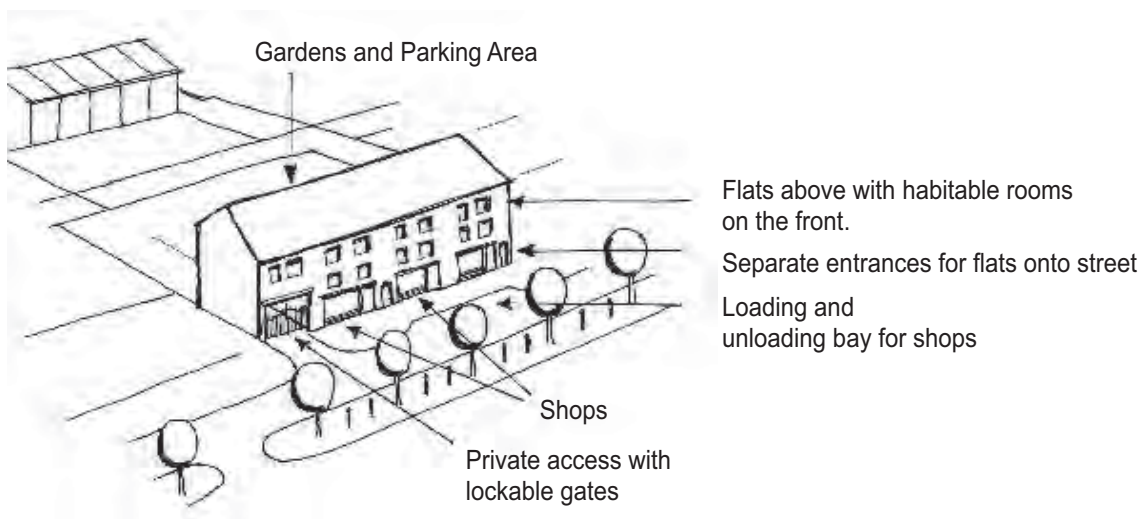 Gardens and Parking Area
Flats above with habitable rooms
on the front.
Separate entrances for flats onto street
Loading and
unloading bay for shops
Shops
Private access with
lockable gates